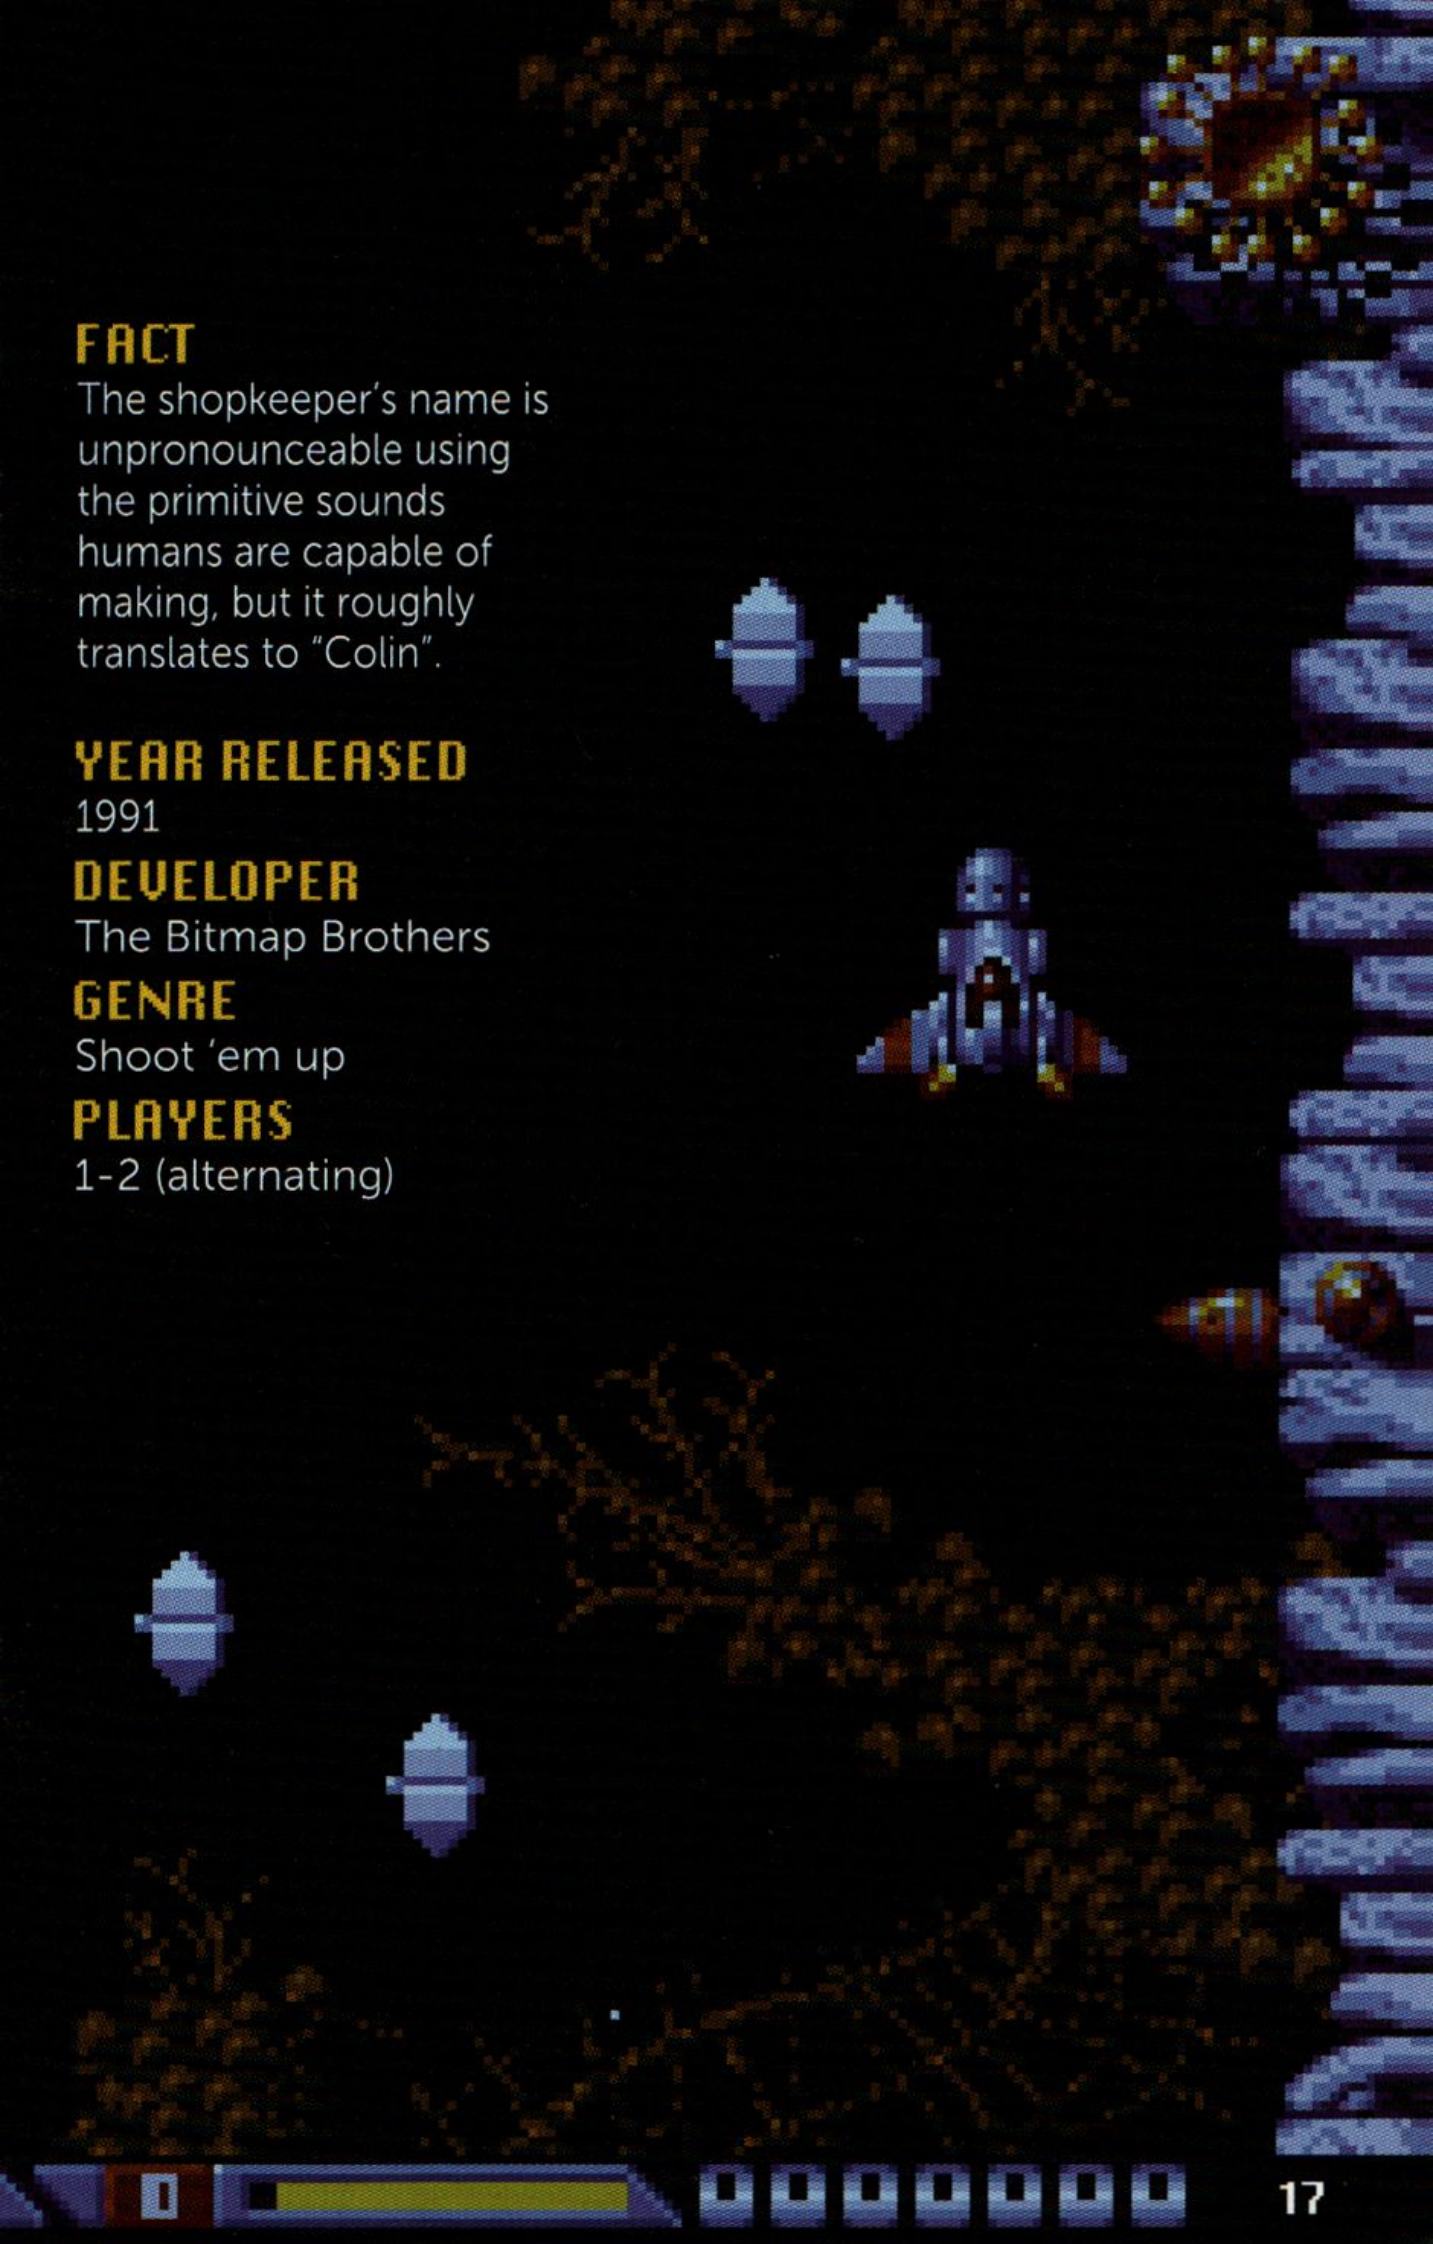 FACT
The shopkeeper's name is
unpronounceable using
the primitive sounds
humans are capable of
making, but it roughly
translates to “Colin”.
YEAR RELEASED
1991
DEVELOPER
The Bitmap Brothers
GENRE
Shoot ‘em up
PLAYERS
1-2 (alternating)
0 0000000
17